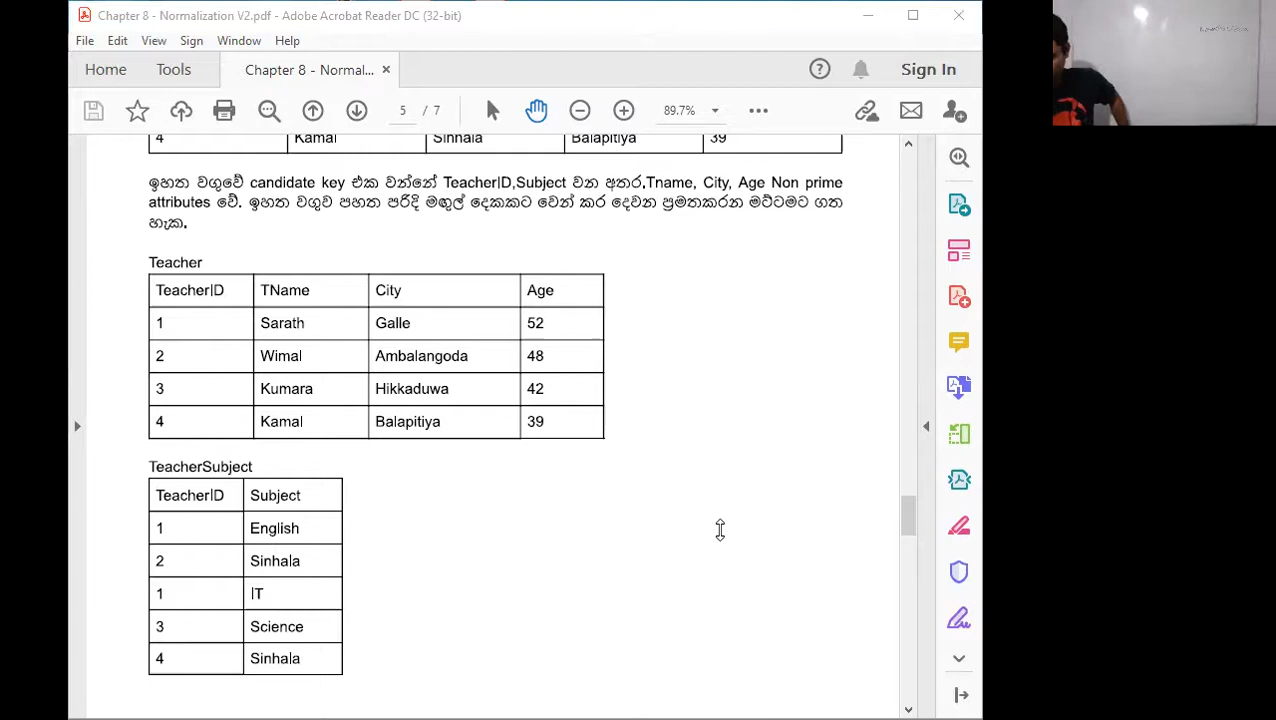 Chapter 8 - Normalization V2.pdf - Adobe Acrobat Reader DC (32-bit)
File Edit View Sign Window Help
Home Tools Chapter 8 - Normal... Sign In
5 / 7 89.7%
4 Kamal Sinhala Balapitiya 39
ඉහත වගුවේ candidate key එක වන්නේ TeacherID,Subject වන අතර,Tname, City, Age Non prime
attributes වේ. ඉහත වගුව පහත පරිදි මඟුල් දෙකකට වෙන් කර දෙවන ප්‍රමතකරන මට්ටමට ගත
හැක.
Teacher
TeacherID TName City Age
1 Sarath Galle 52
2 Wimal Ambalangoda 48
3 Kumara Hikkaduwa 42
4 Kamal Balapitiya 39
TeacherSubject
TeacherID Subject
1 English
2 Sinhala
1 IT
3 Science
4 Sinhala